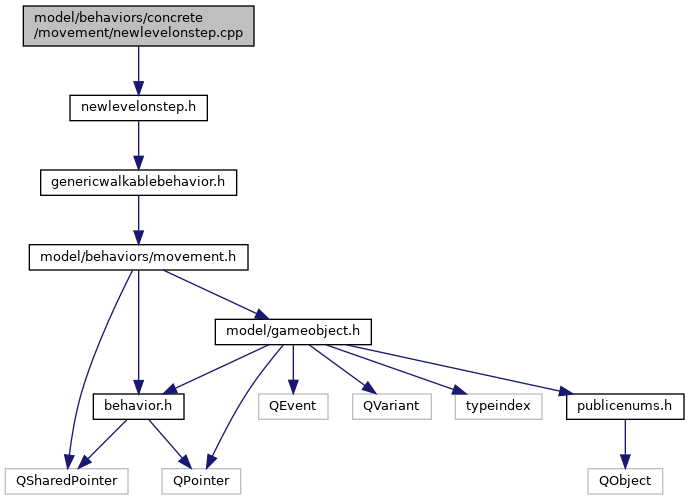 model/behaviors/concrete
/movement/newlevelonstep.cpp
newlevelonstep.h
genericwalkablebehavior.h
model/behaviors/movement.h
model/gameobject.h
behavior.h
QEvent
QVariant
typeindex
publicenums.h
QSharedPointer
QPointer
QObject